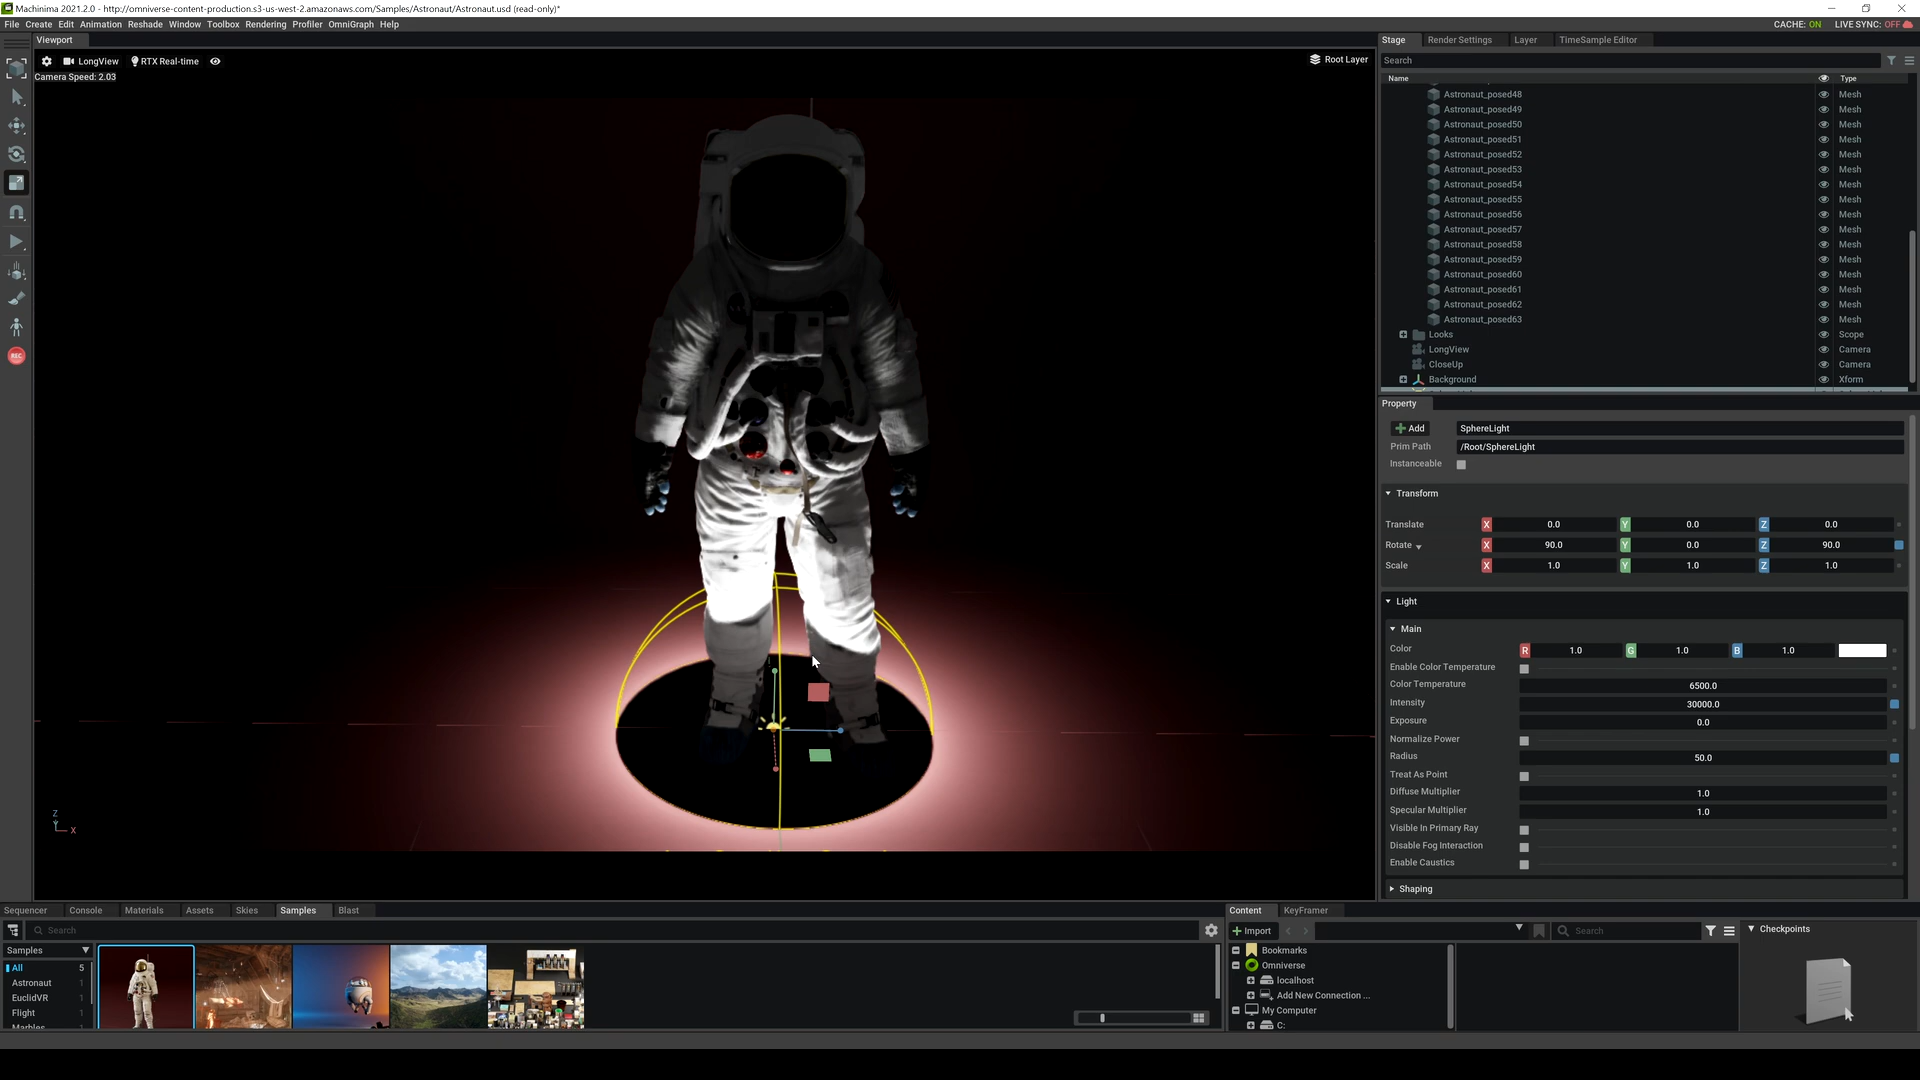 Machinima 2021.2.0 - http://omniverse-content-production.s3-us-west-2.amazonaws.com/Samples/Astronaut/Astronaut.usd (read-only)*
File Create Edit Animation Reshade Window Toolbox Rendering Profiler OmniGraph Help
CACHE: ON LIVE SYNC: OFF
Viewport
LongView RTX Real-time
Root Layer
Camera Speed: 2.03
Z
Y
X
Stage Render Settings Layer TimeSample Editor
Search
Name Type
Astronaut_posed48 Mesh
Astronaut_posed49 Mesh
Astronaut_posed50 Mesh
Astronaut_posed51 Mesh
Astronaut_posed52 Mesh
Astronaut_posed53 Mesh
Astronaut_posed54 Mesh
Astronaut_posed55 Mesh
Astronaut_posed56 Mesh
Astronaut_posed57 Mesh
Astronaut_posed58 Mesh
Astronaut_posed59 Mesh
Astronaut_posed60 Mesh
Astronaut_posed61 Mesh
Astronaut_posed62 Mesh
Astronaut_posed63 Mesh
Looks Scope
LongView Camera
CloseUp Camera
Background Xform
Property
Add SphereLight
Prim Path /Root/SphereLight
Instanceable
Transform
Translate X 0.0 Y 0.0 Z 0.0
Rotate X 90.0 Y 0.0 Z 90.0
Scale X 1.0 Y 1.0 Z 1.0
Light
Main
Color R 1.0 G 1.0 B 1.0
Enable Color Temperature
Color Temperature 6500.0
Intensity 30000.0
Exposure 0.0
Normalize Power
Radius 50.0
Treat As Point
Diffuse Multiplier 1.0
Specular Multiplier 1.0
Visible In Primary Ray
Disable Fog Interaction
Enable Caustics
Shaping
REC
Sequencer Console Materials Assets Skies Samples Blast
Search
Samples
All 5
Astronaut 1
EuclidVR 1
Flight 1
Marbles
Content KeyFramer
Import
Search
Bookmarks
Omniverse
localhost
Add New Connection ...
My Computer
C:
Checkpoints